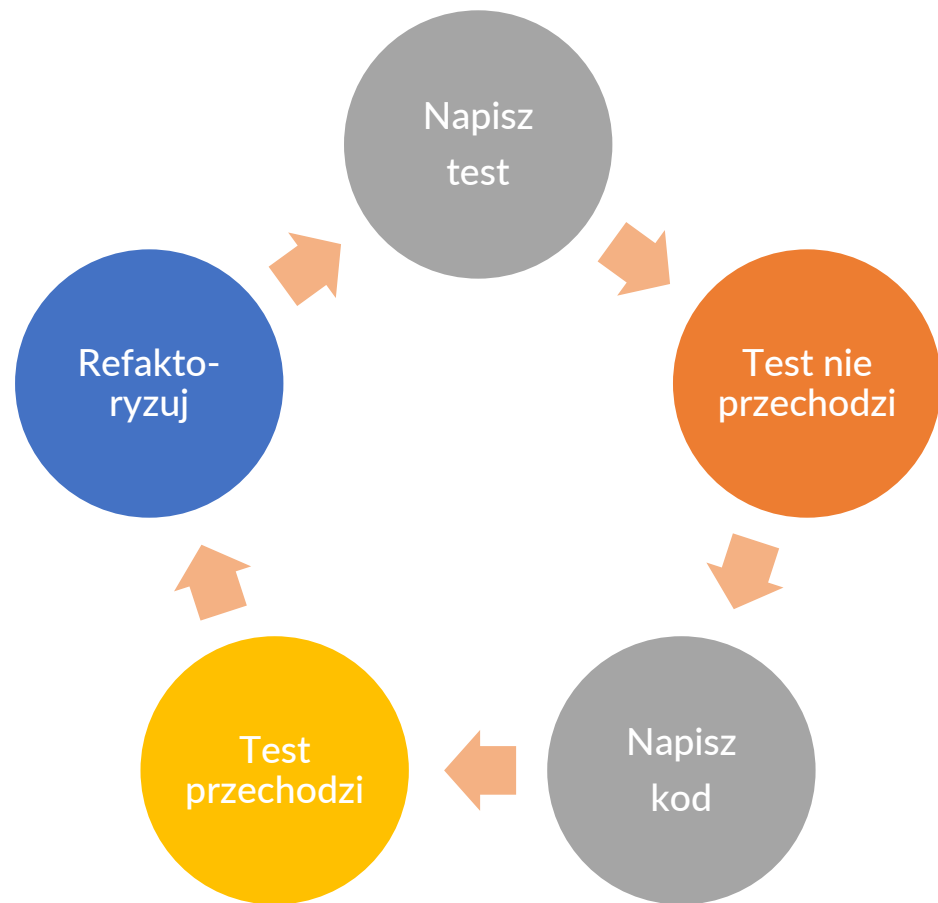 Napisz
test
Test nie
przechodzi
Napisz
kod
Test
przechodzi
Refakto-
ryzuj